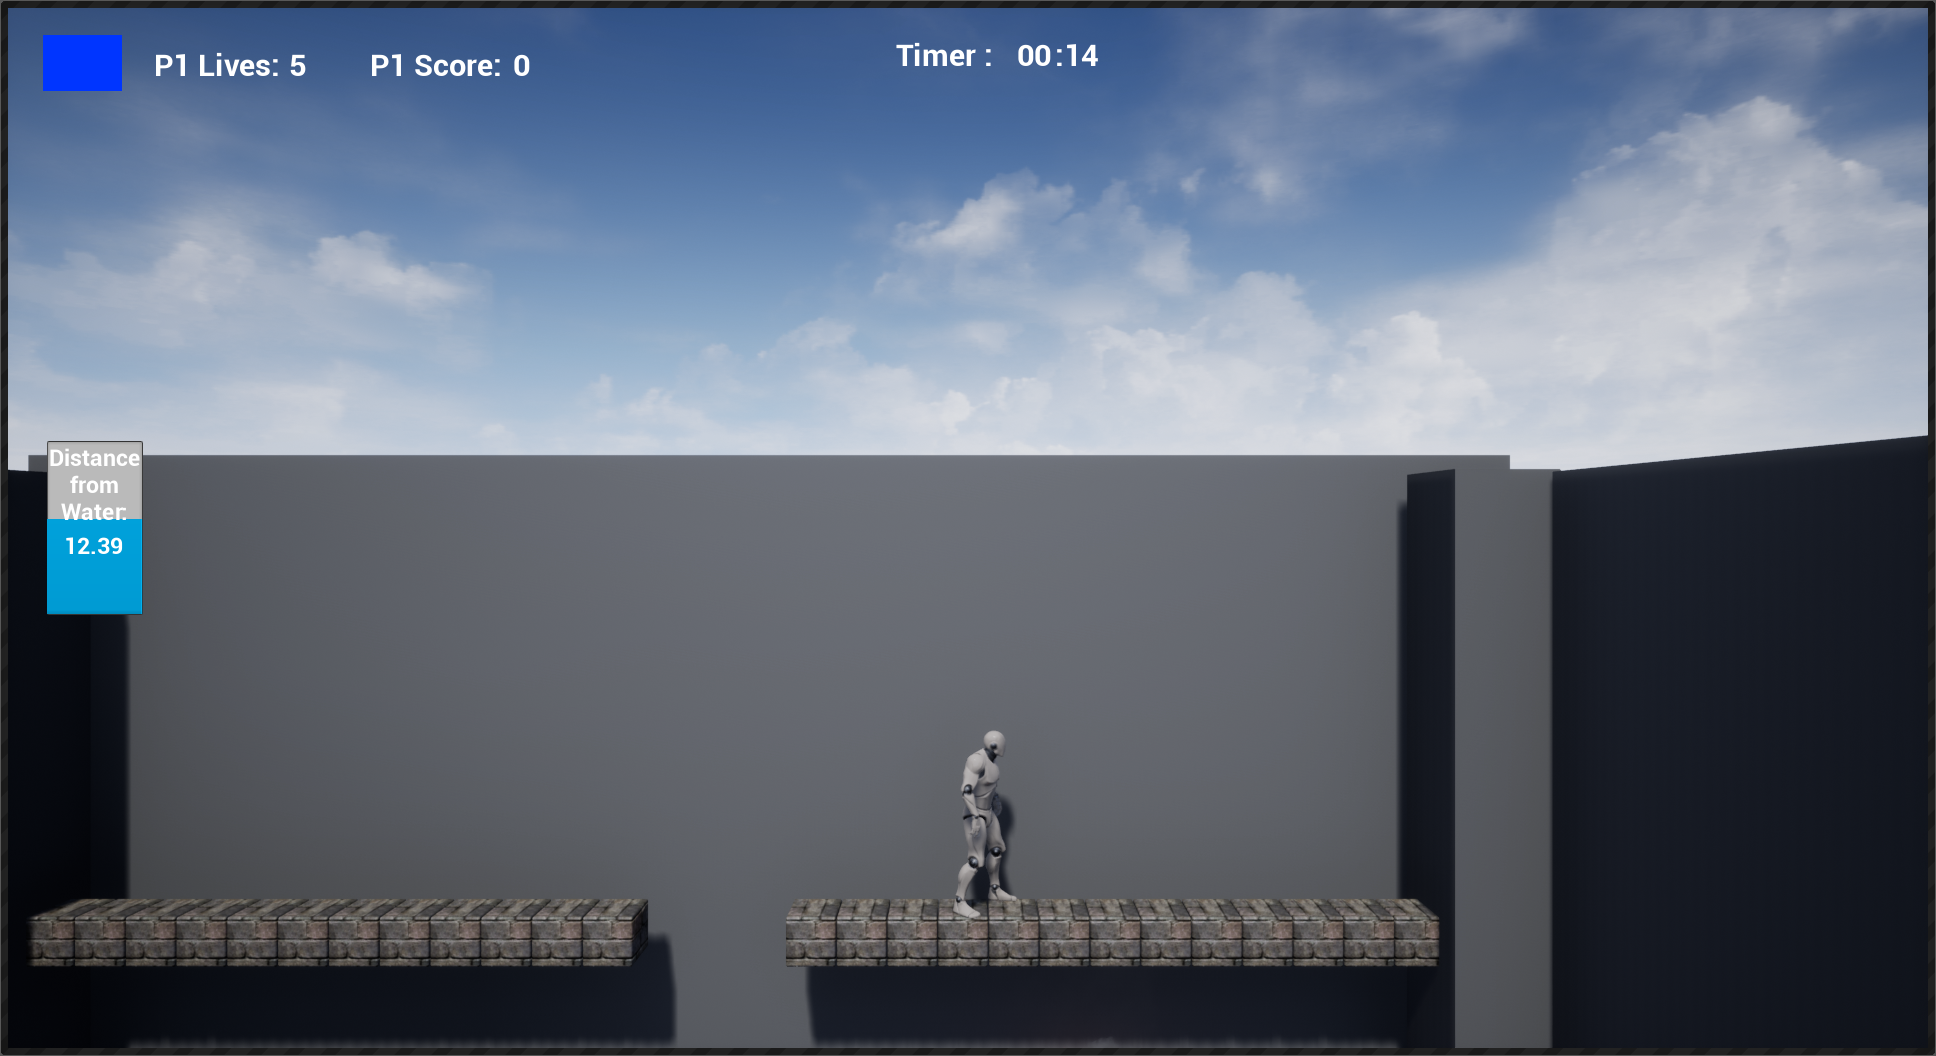 P1 Lives: 5 P1 Score: 0
Timer : 00:14
Distance
from
Water:
12.39